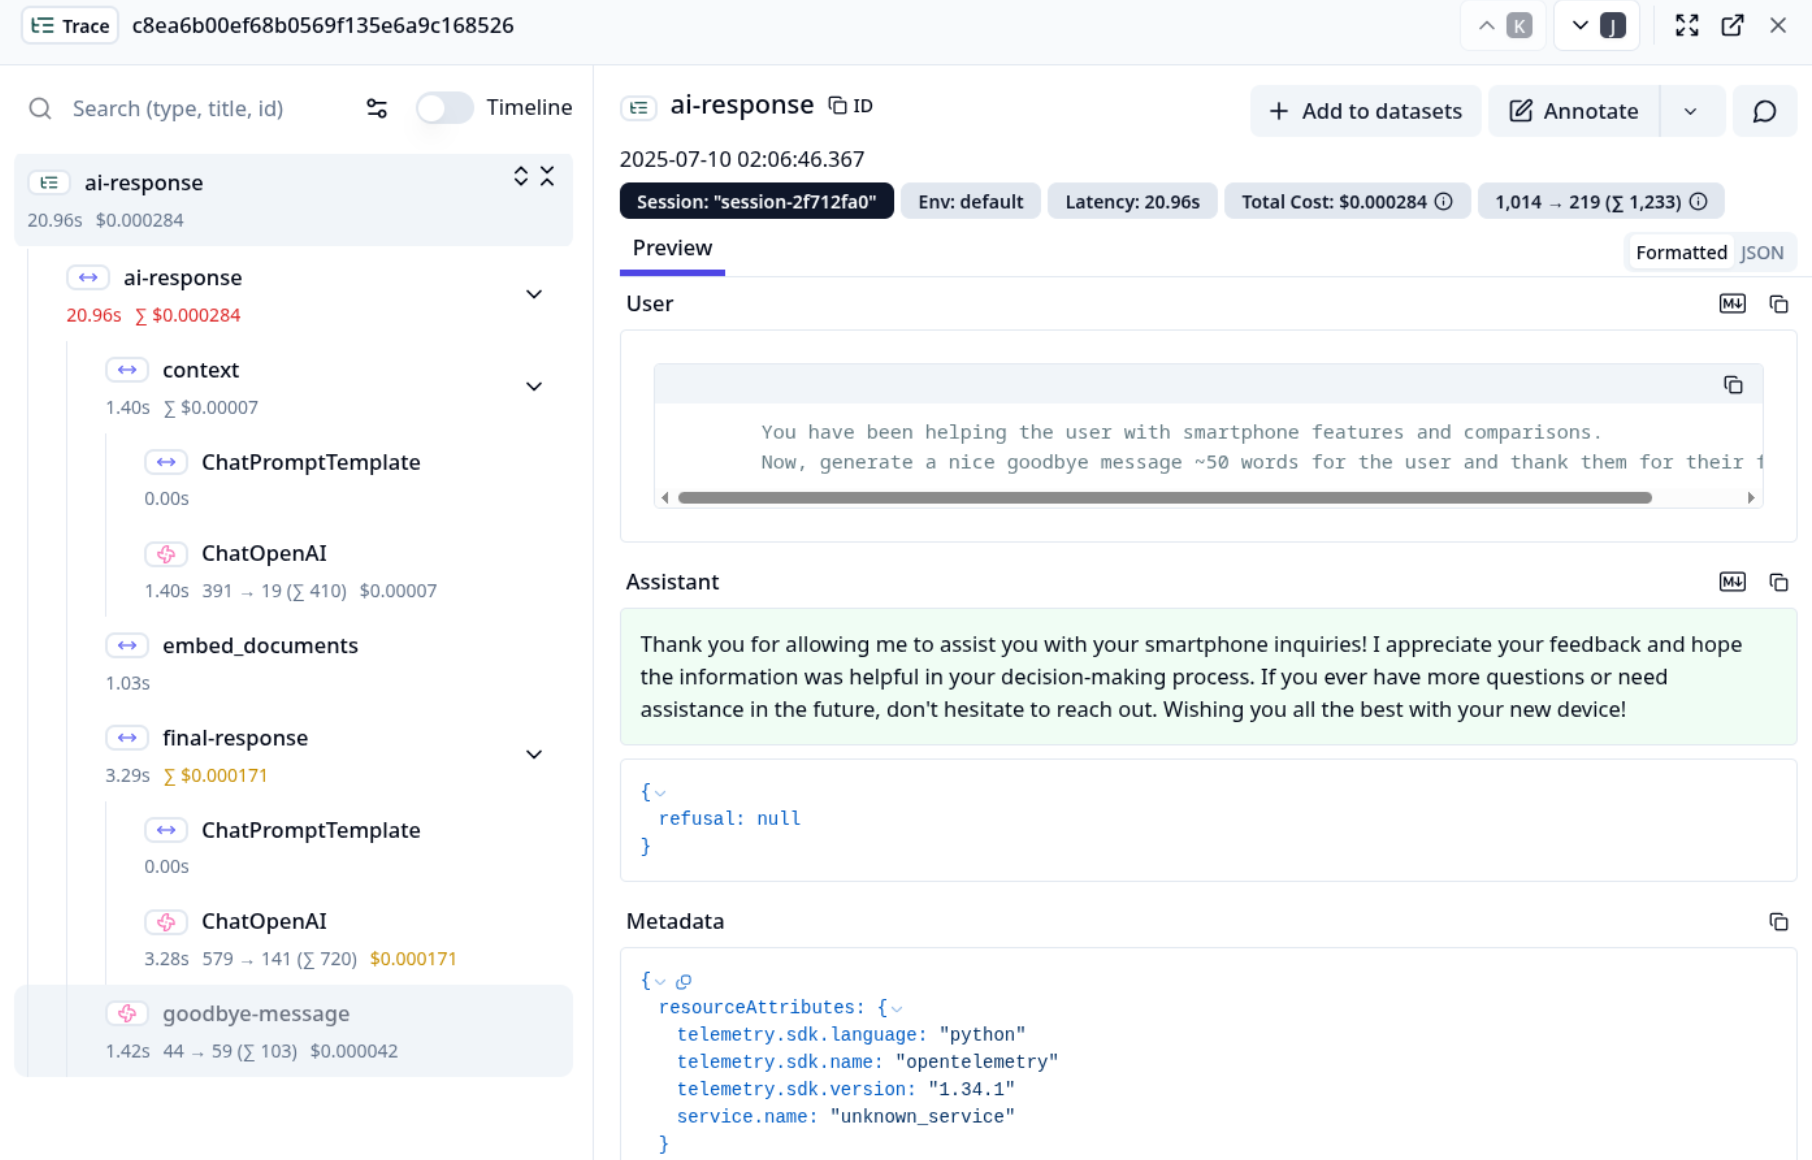 Trace c8ea6b00ef68b0569f135e6a9c168526 K J
Search (type, title, id) Timeline
ai-response
20.96s $0.000284
ai-response
20.96s ∑ $0.000284
context
1.40s ∑ $0.00007
ChatPromptTemplate
0.00s
ChatOpenAI
1.40s 391 → 19 (∑ 410) $0.00007
embed_documents
1.03s
final-response
3.29s ∑ $0.000171
ChatPromptTemplate
0.00s
ChatOpenAI
3.28s 579 → 141 (∑ 720) $0.000171
goodbye-message
1.42s 44 → 59 (∑ 103) $0.000042
ai-response ID
Add to datasets Annotate
2025-07-10 02:06:46.367
Session: "session-2f712fa0" Env: default Latency: 20.96s Total Cost: $0.000284 1,014 → 219 (∑ 1,233)
Preview Formatted JSON
User M↓
You have been helping the user with smartphone features and comparisons.
Now, generate a nice goodbye message ~50 words for the user and thank them for their
Assistant M↓
Thank you for allowing me to assist you with your smartphone inquiries! I appreciate your feedback and hope
the information was helpful in your decision-making process. If you ever have more questions or need
assistance in the future, don't hesitate to reach out. Wishing you all the best with your new device!
{
refusal: null
}
Metadata
{
resourceAttributes: {
telemetry.sdk.language: "python"
telemetry.sdk.name: "opentelemetry"
telemetry.sdk.version: "1.34.1"
service.name: "unknown_service"
}